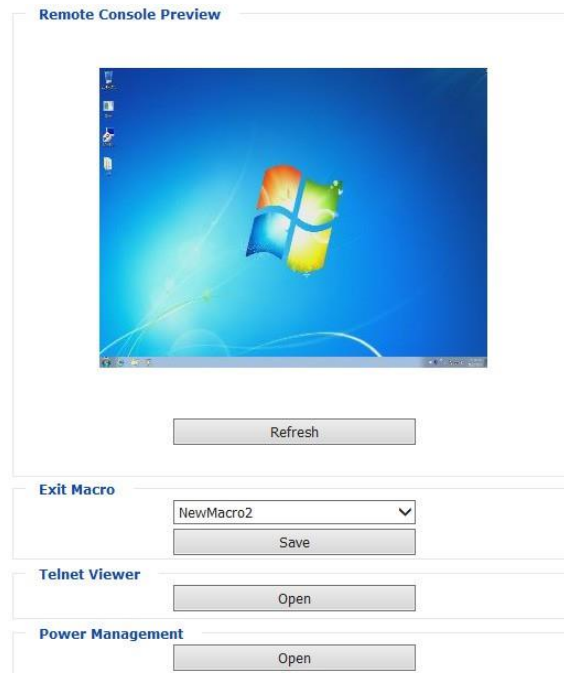 Remote Console Preview
Refresh
Exit Macro
NewMacro2
Save
Telnet Viewer
Open
Power Management
Open